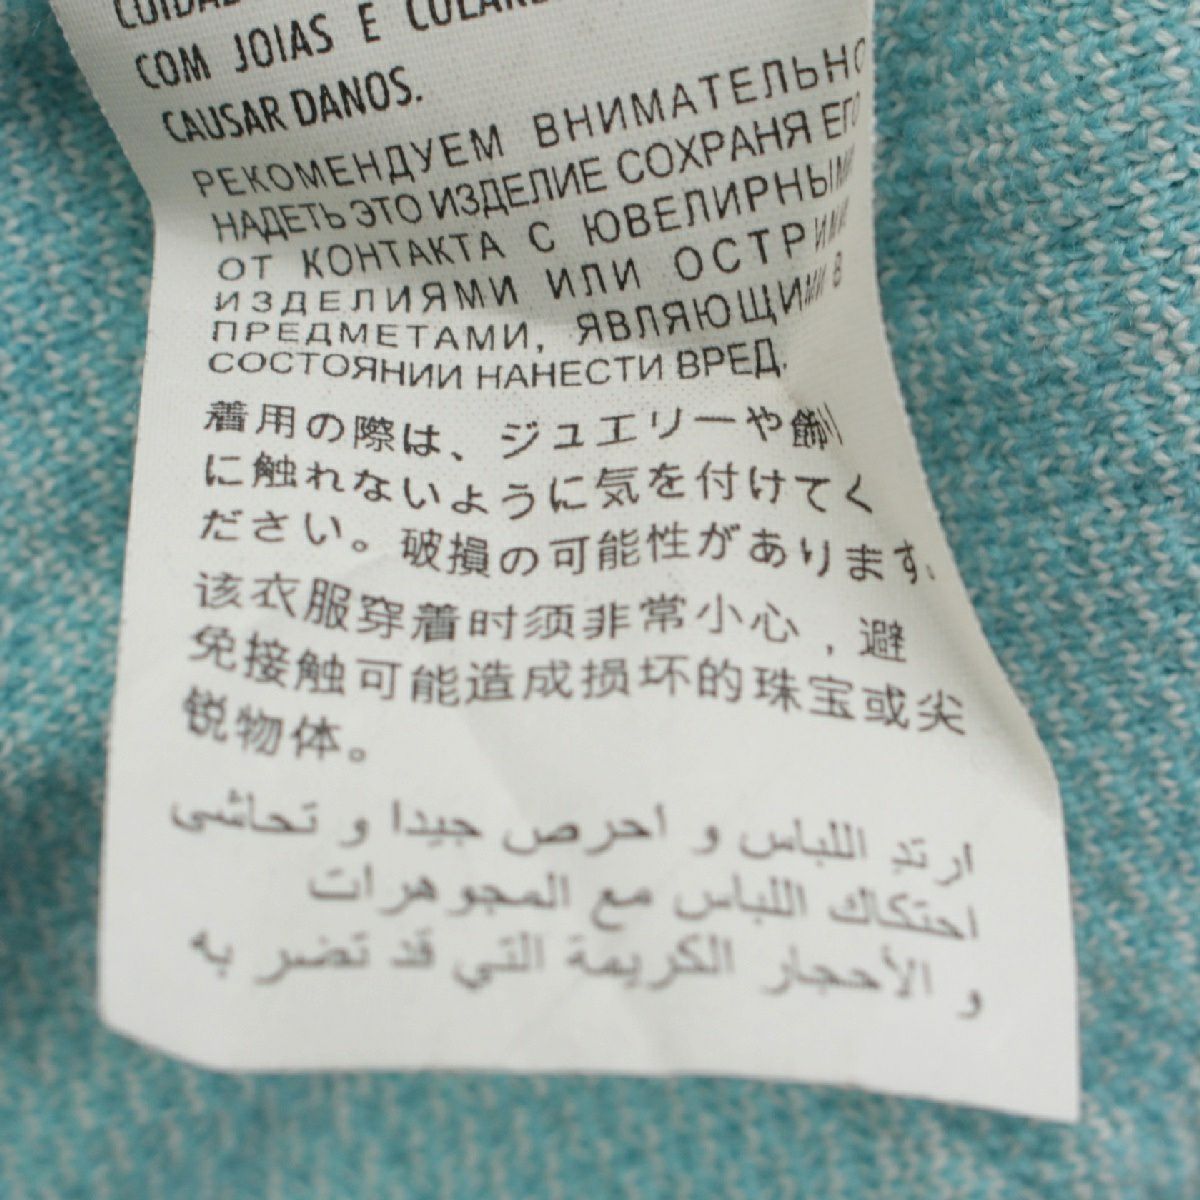 COM JOIAS E
CAUSAR DANOS.
РЕКОМЕНДУЕМ ВНИМАТЕЛЬНО
НАДЕТЬ ЭТО ИЗДЕЛИЕ СОХРАНЯ ЕГО
ОТ КОНТАКТА С ЮВЕЛИРНЫМИ
ИЗДЕЛИЯМИ ИЛИ ОСТРИМИ
ПРЕДМЕТАМИ, ЯВЛЯЮЩИМИ В
СОСТОЯНИИ НАНЕСТИ ВРЕД.
着用の際は、ジュエリーや飾り
に触れないように気を付けてく
ださい。破損の可能性があります。
该衣服穿着时须非常小心，避
免接触可能造成损坏的珠宝或尖
锐物体。
ارتد اللباس و احرص جيدا و تحاشى
احتكاك اللباس مع المجوهرات
و الأحجار الكريمة التي قد تضر به